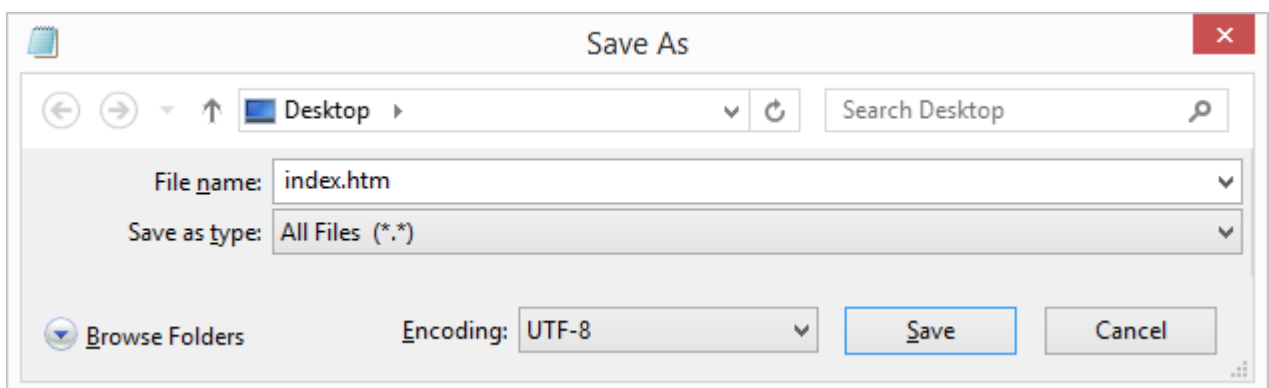 Save As
Desktop
Search Desktop
File name: index.htm
Save as type: All Files (*.*)
Browse Folders Encoding: UTF-8 Save Cancel